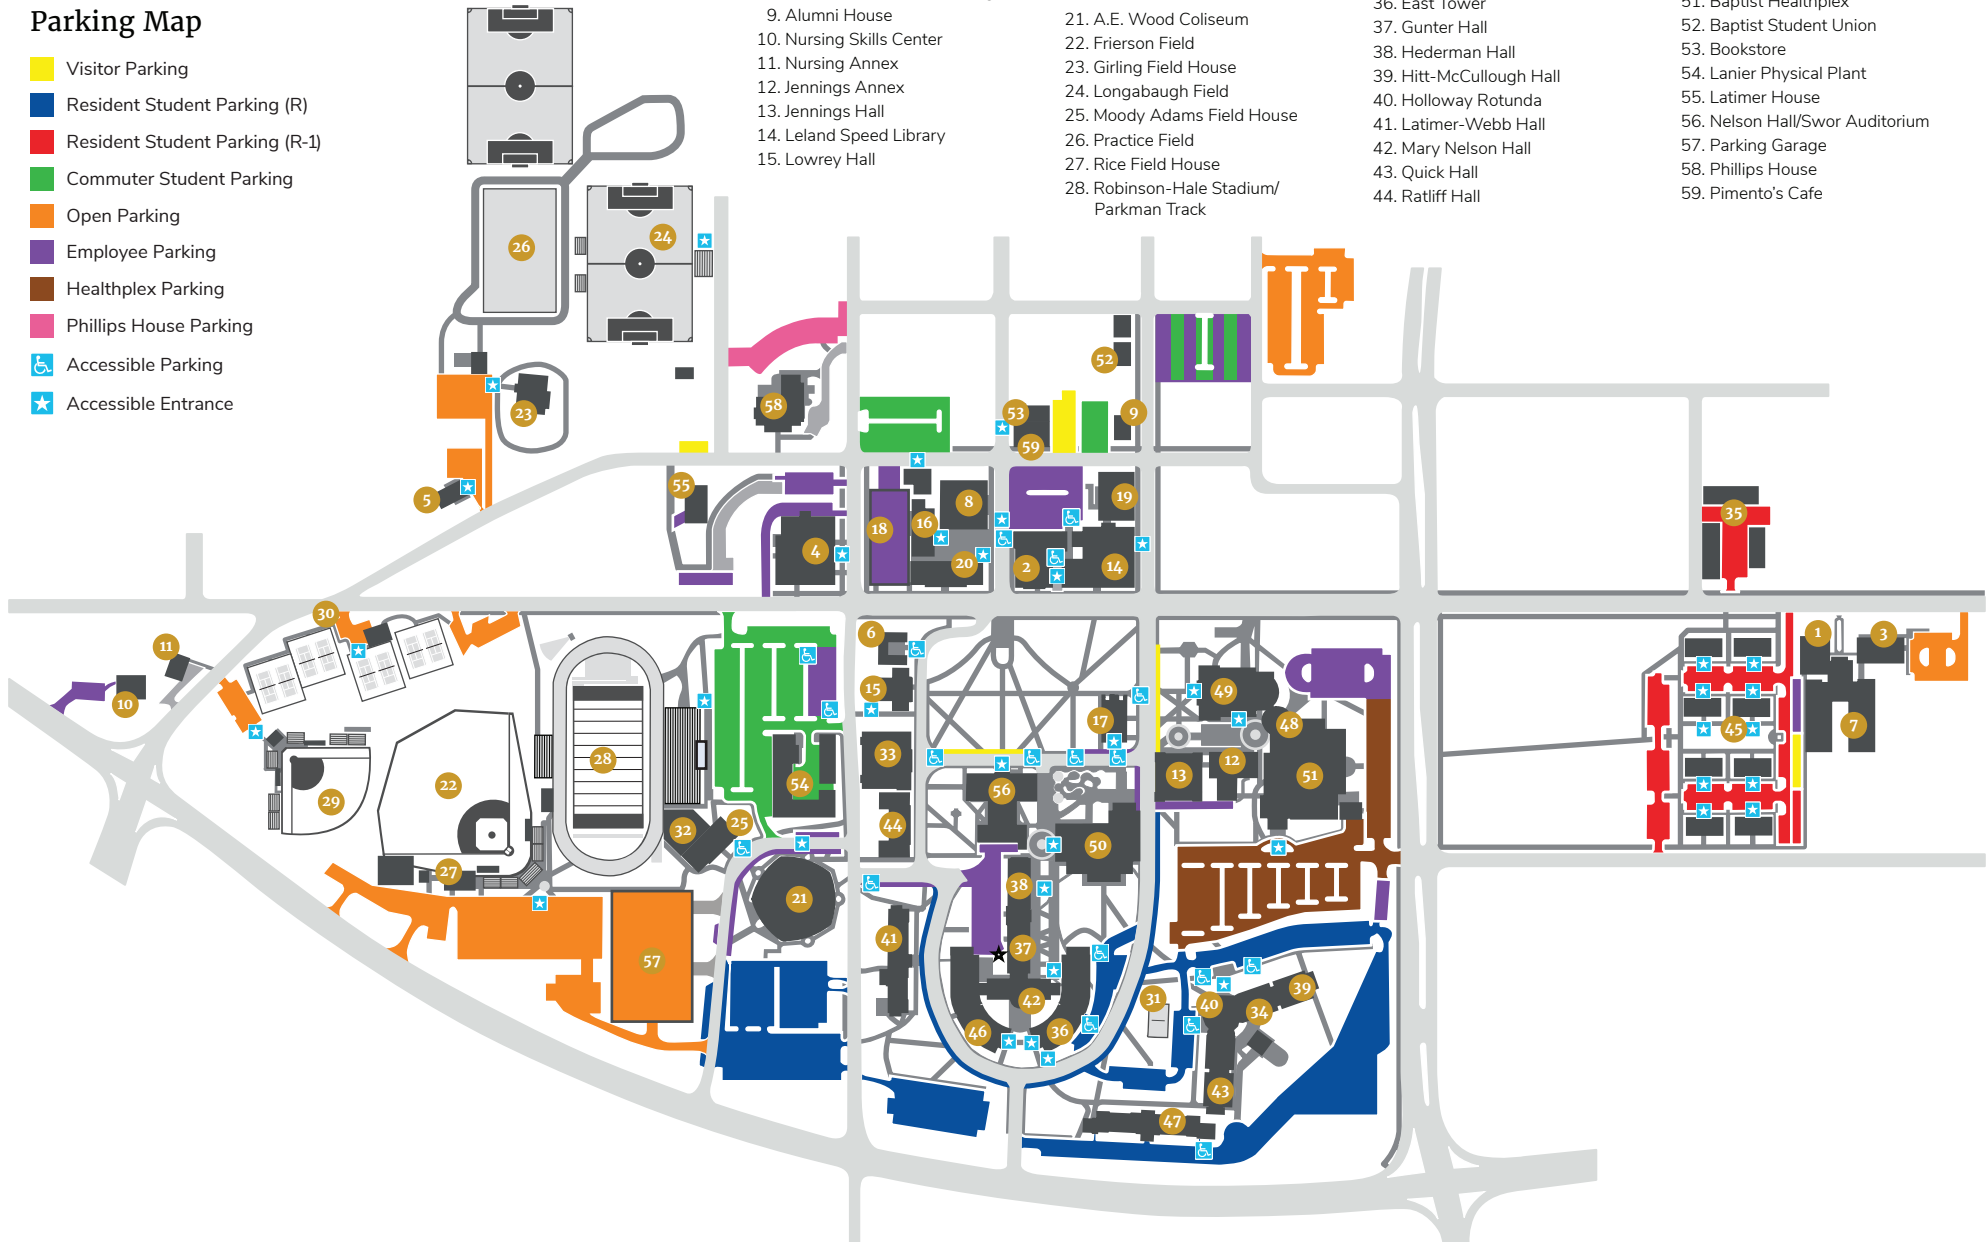 Parking Map
Visitor Parking
Resident Student Parking (R)
Resident Student Parking (R-1)
Commuter Student Parking
Open Parking
Employee Parking
Healthplex Parking
Phillips House Parking
Accessible Parking
Accessible Entrance
9. Alumni House
10. Nursing Skills Center
11. Nursing Annex
12. Jennings Annex
13. Jennings Hall
14. Leland Speed Library
15. Lowrey Hall
21. A.E. Wood Coliseum
22. Frierson Field
23. Girling Field House
24. Longabaugh Field
25. Moody Adams Field House
26. Practice Field
27. Rice Field House
28. Robinson-Hale Stadium/
Parkman Track
36. East Tower
37. Gunter Hall
38. Hederman Hall
39. Hitt-McCullough Hall
40. Holloway Rotunda
41. Latimer-Webb Hall
42. Mary Nelson Hall
43. Quick Hall
44. Ratliff Hall
51. Baptist Healthplex
52. Baptist Student Union
53. Bookstore
54. Lanier Physical Plant
55. Latimer House
56. Nelson Hall/Swor Auditorium
57. Parking Garage
58. Phillips House
59. Pimento's Cafe
24
26
52
58
53
9
23
59
55
5
19
8
35
18
16
4
20
2
14
30
6
1
3
11
15
49
10
17
48
45
7
33
28
13
12
51
54
56
22
29
25
44
32
50
27
38
21
41
37
57
39
42
31
40
34
46
36
43
47